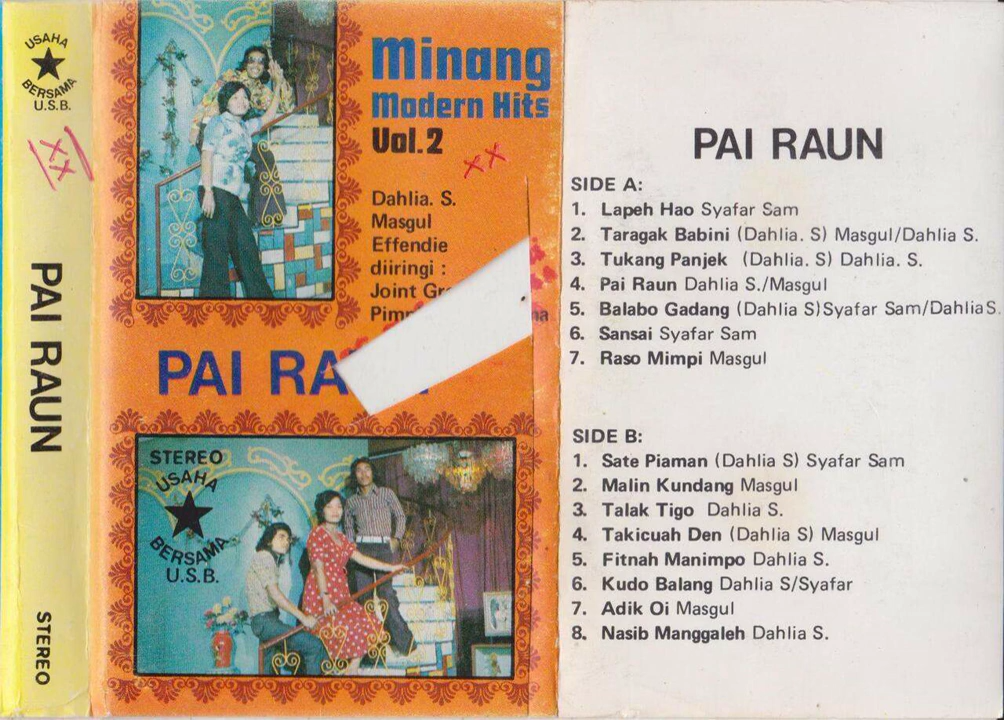 USAHA
BERSAMA
U.S.B.
XX
PAI RAUN
STEREO
Minang
Modern Hits
Vol.2
XX
Dahlia. S.
Masgul
Effendie
diiringi :
Joint
PAI
STEREO
USAHA
BERSAMA
U.S.B.
PAI RAUN
SIDE A:
1. Lapeh Hao Syafar Sam
2. Taragak Babini (Dahlia. S) Masgul/Dahlia S.
3. Tukang Panjek (Dahlia. S) Dahlia. S.
4. Pai Raun Dahlia S./Masgul
5. Balabo Gadang (Dahlia S)Syafar Sam/Dahlia S.
6. Sansai Syafar Sam
7. Raso Mimpi Masgul
SIDE B:
1. Sate Piaman (Dahlia S) Syafar Sam
2. Malin Kundang Masgul
3. Talak Tigo Dahlia S.
4. Takicuah Den (Dahlia S) Masgul
5. Fitnah Manimpo Dahlia S.
6. Kudo Balang Dahlia S/Syafar
7. Adik Oi Masgul
8. Nasib Manggaleh Dahlia S.